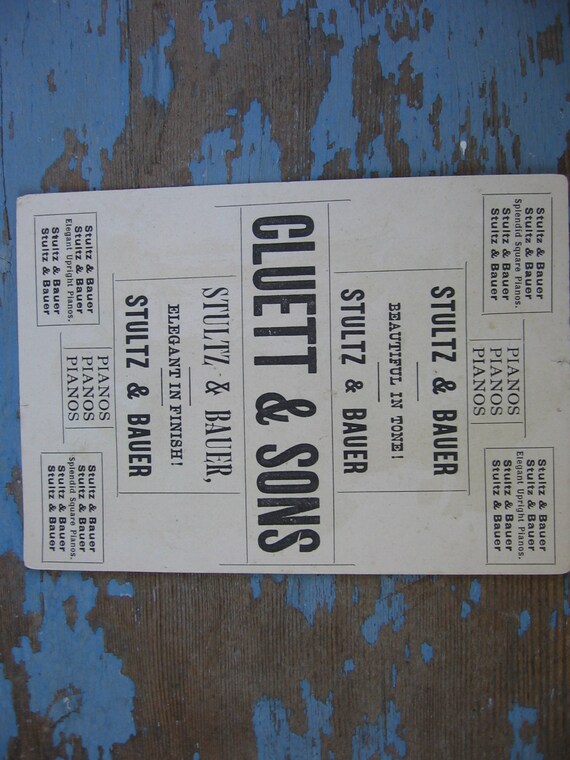 Stultz & Bauer
Stultz & Bauer
Splendid Square Pianos.
Stultz & Bauer
Stultz & Bauer
PIANOS
PIANOS
PIANOS
Stultz & Bauer
Stultz & Bauer
Elegant Upright Pianos.
Stultz & Bauer
Stultz & Bauer
STULTZ & BAUER
BEAUTIFUL IN TONE!
STULTZ & BAUER
CLUETT & SONS
STULTZ & BAUER,
ELEGANT IN FINISH!
STULTZ & BAUER
Stultz & Bauer
Stultz & Bauer
Elegant Upright Pianos.
Stultz & Bauer
Stultz & Bauer
PIANOS
PIANOS
PIANOS
Stultz & Bauer
Stultz & Bauer
Splendid Square Pianos.
Stultz & Bauer
Stultz & Bauer